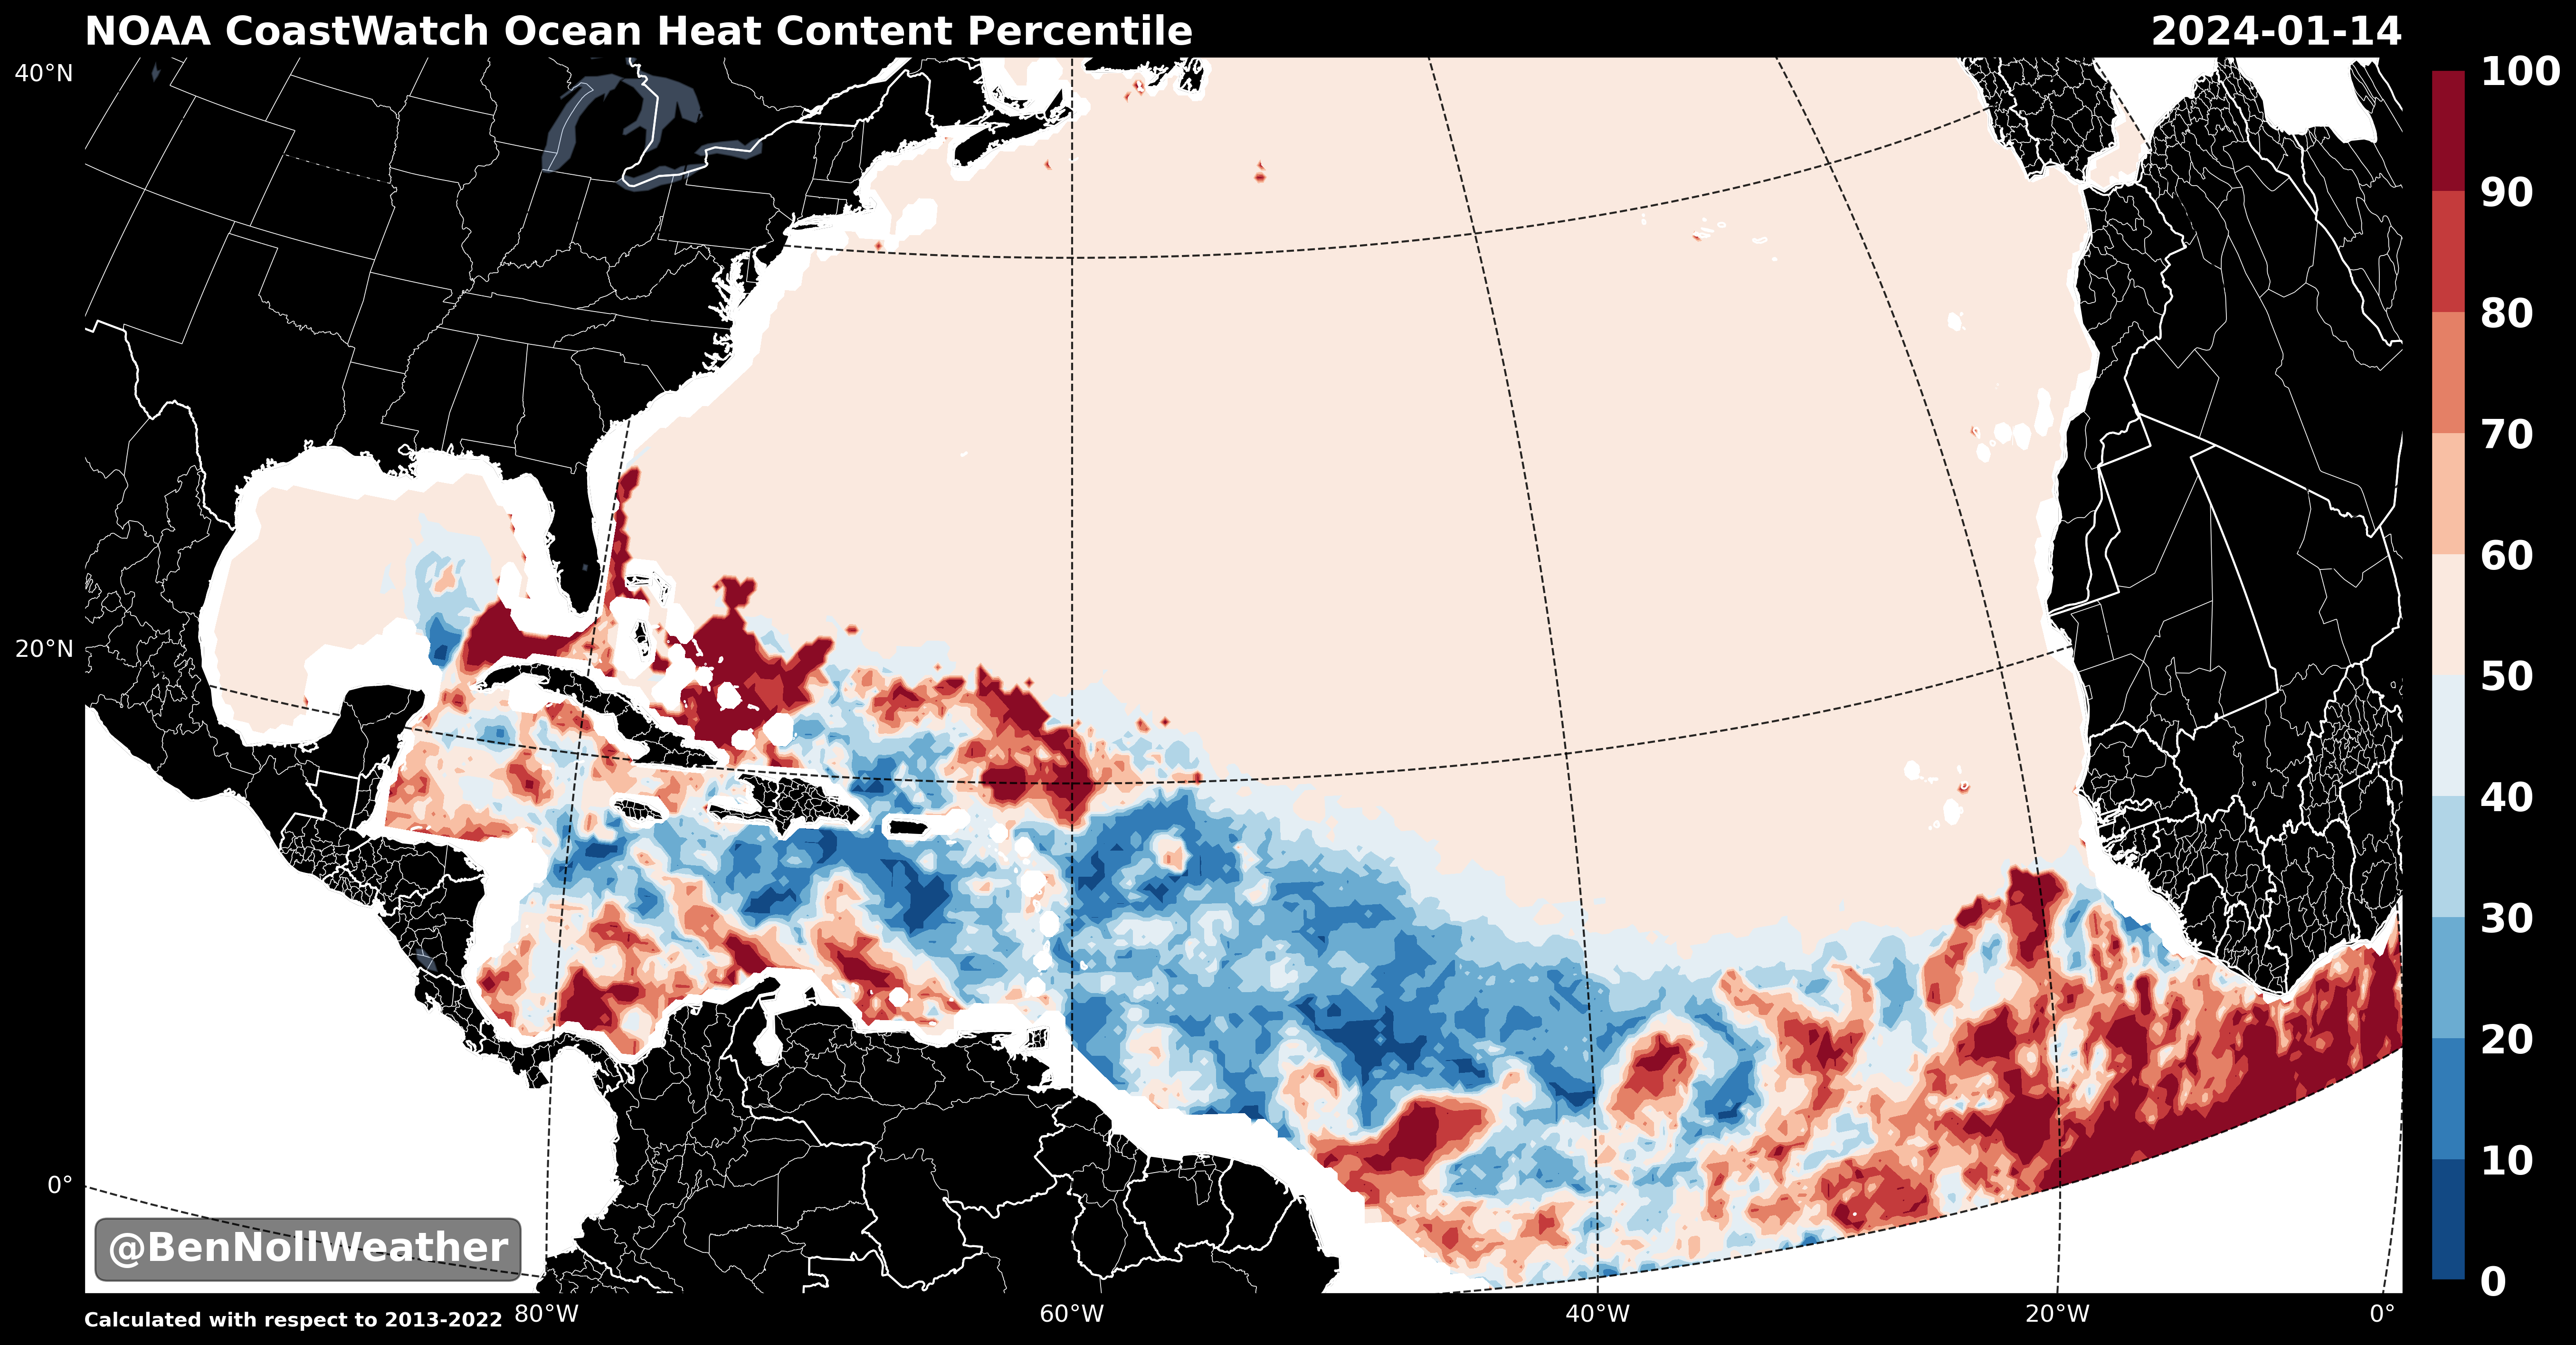 NOAA CoastWatch Ocean Heat Content Percentile 2024-01-14
40°N
20°N
0°
100
90
80
70
60
50
40
30
20
10
0
@BenNollWeather
Calculated with respect to 2013-2022
80°W 60°W 40°W 20°W 0°